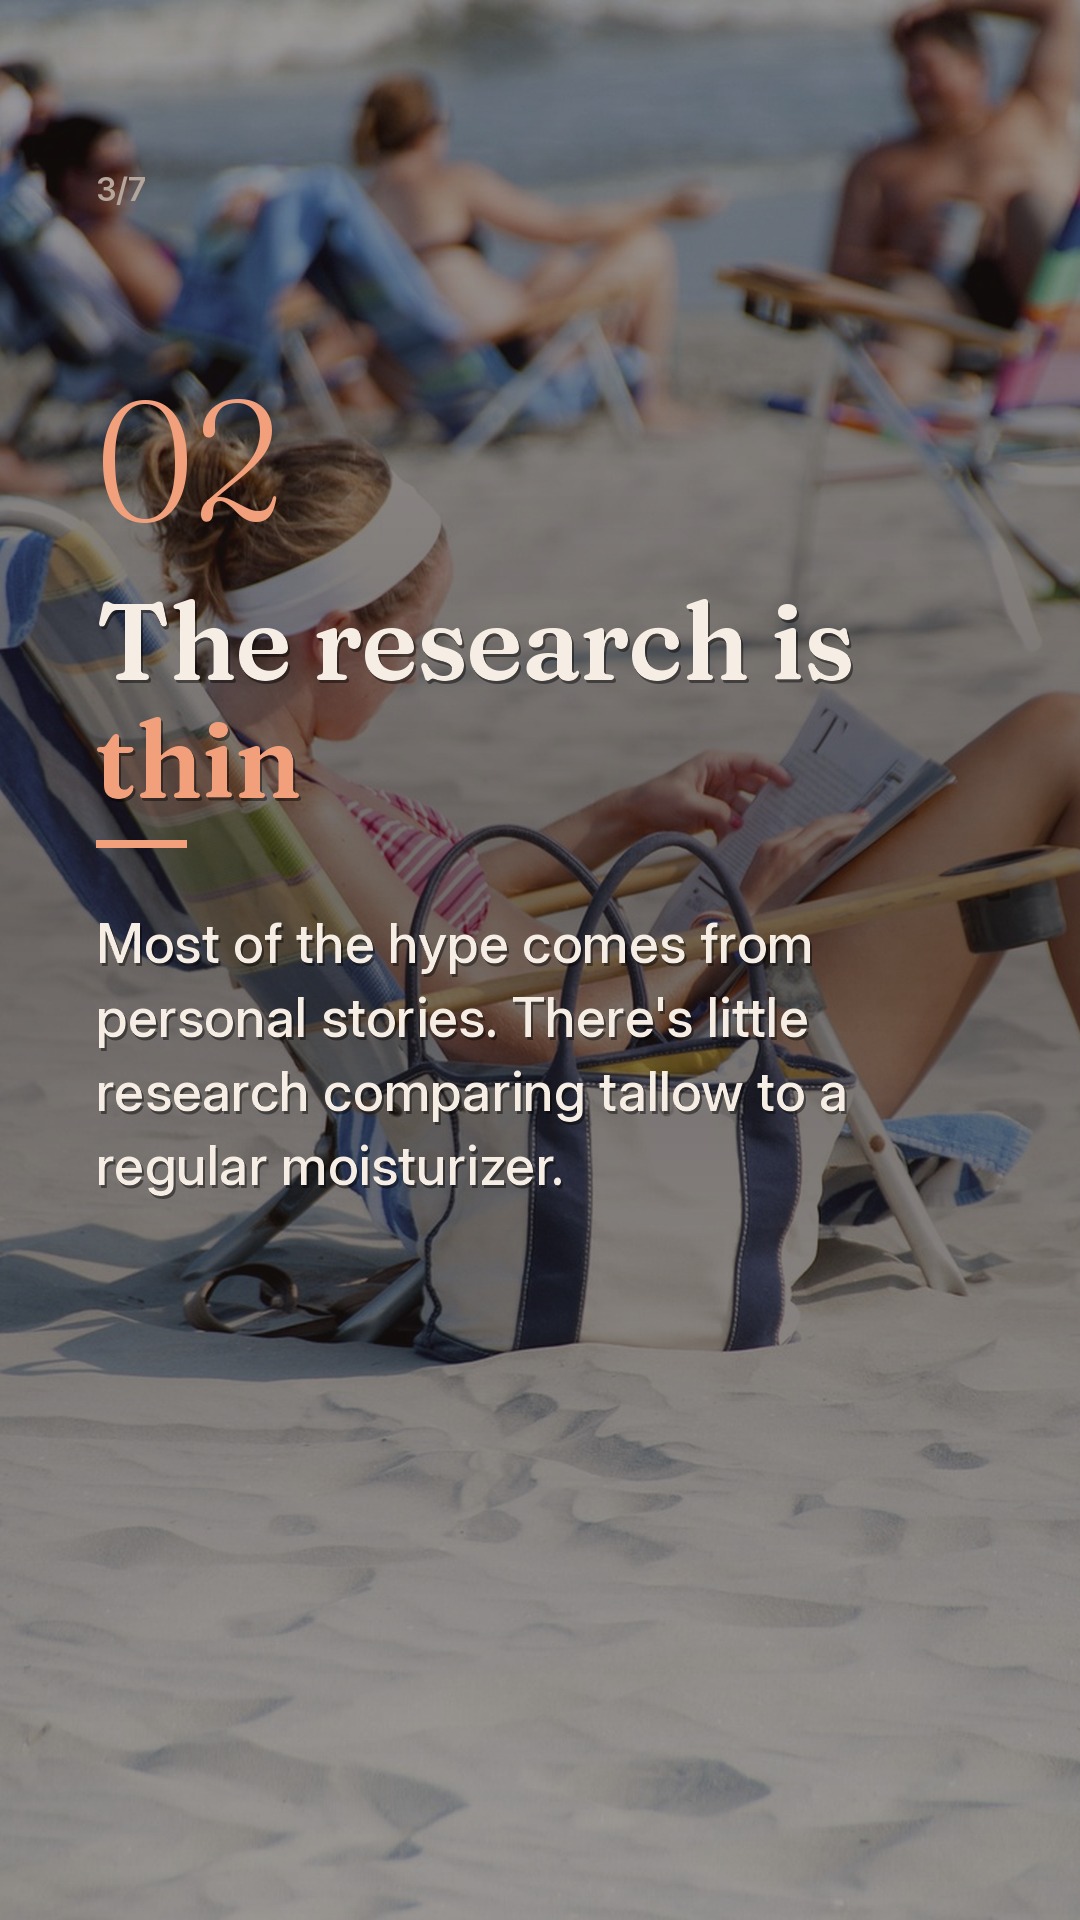 3/7
02
The research is
thin
Most of the hype comes from
personal stories. There's little
research comparing tallow to a
regular moisturizer.
T